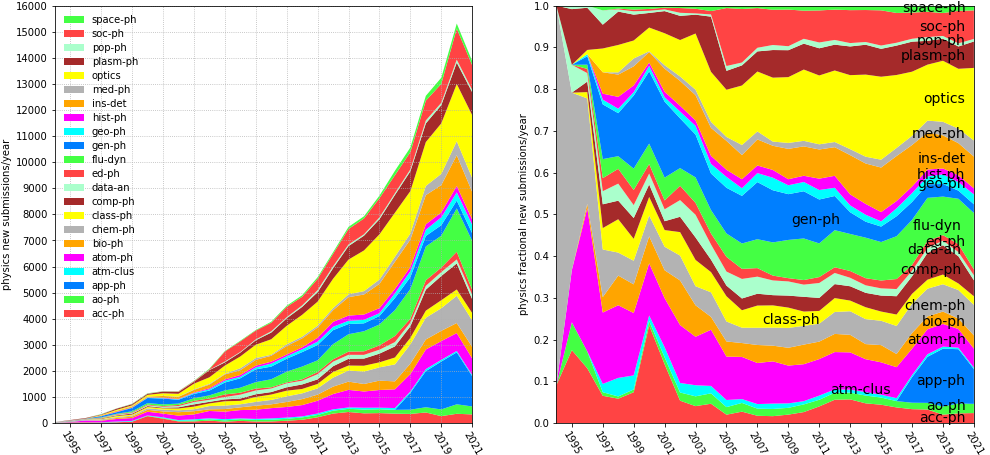 physics new submissions/year
16000
15000
14000
13000
12000
11000
10000
9000
8000
7000
6000
5000
4000
3000
2000
1000
0
space-ph
soc-ph
pop-ph
plasm-ph
optics
med-ph
ins-det
hist-ph
geo-ph
gen-ph
flu-dyn
ed-ph
data-an
comp-ph
class-ph
chem-ph
bio-ph
atom-ph
atm-clus
app-ph
ao-ph
acc-ph
1995 1997 1999 2001 2003 2005 2007 2009 2011 2013 2015 2017 2019 2021
physics fractional new submissions/year
1.0
0.9
0.8
0.7
0.6
0.5
0.4
0.3
0.2
0.1
0.0
space-ph
soc-ph
pop-ph
plasm-ph
optics
med-ph
ins-det
hist-ph
geo-ph
gen-ph
flu-dyn
ed-ph
data-an
comp-ph
chem-ph
class-ph
bio-ph
atom-ph
app-ph
atm-clus
ao-ph
acc-ph
1995 1997 1999 2001 2003 2005 2007 2009 2011 2013 2015 2017 2019 2021